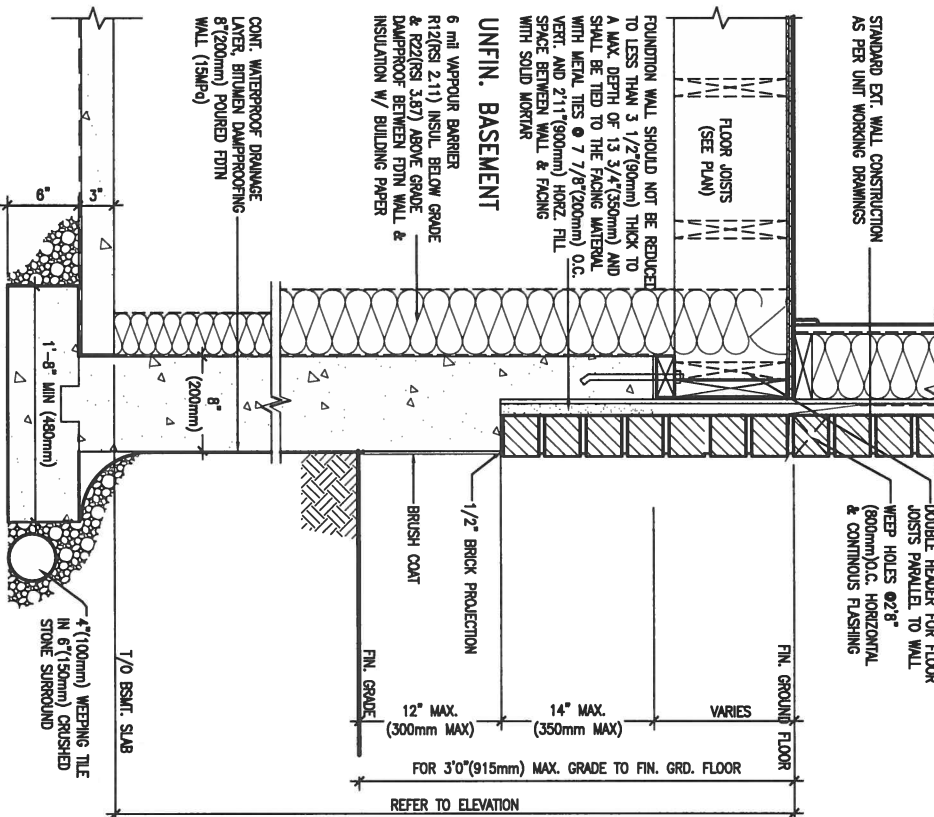 STANDARD EXT. WALL CONSTRUCTION
AS PER UNIT WORKING DRAWINGS
FLOOR JOISTS
(SEE PLAN)
FOUNDATION WALL SHOULD NOT BE REDUCED
TO LESS THAN 3 1/2"(90mm) THICK TO
A MAX. DEPTH OF 13 3/4"(350mm) AND
SHALL BE TIED TO THE FACING MATERIAL
WITH METAL TIES @ 7 7/8"(200mm) O.C.
VERT. AND 2'11"(900mm) HORZ. FILL
SPACE BETWEEN WALL & FACING
WITH SOLID MORTAR
UNFIN. BASEMENT
6 mil VAPPOUR BARRIER
R12(RSI 2.11) INSUL BELOW GRADE
& R22(RSI 3.87) ABOVE GRADE
DAMPPROOF BETWEEN FDTN WALL &
INSULATION W/ BUILDING PAPER
CONT. WATERPROOF DRAINAGE
LAYER, BITUMEN DAMPPROOFING
8"(200mm) POURED FDTN
WALL (15MPa)
6"
3"
1'-8" MIN (480mm)
8"
(200mm)
DOUBLE HEADER FOR FLOOR
JOISTS PARALLEL TO WALL
WEEP HOLES @2'8"
(800mm)O.C. HORIZONTAL
& CONTINOUS FLASHING
1/2" BRICK PROJECTION
BRUSH COAT
4"(100mm) WEEPING TILE
IN 6"(150mm) CRUSHED
STONE SURROUND
T/O BSMT. SLAB
FIN. GRADE
FIN. GROUND FLOOR
12" MAX.
(300mm MAX)
14" MAX.
(350mm MAX)
VARIES
FOR 3'0"(915mm) MAX. GRADE TO FIN. GRD. FLOOR
REFER TO ELEVATION